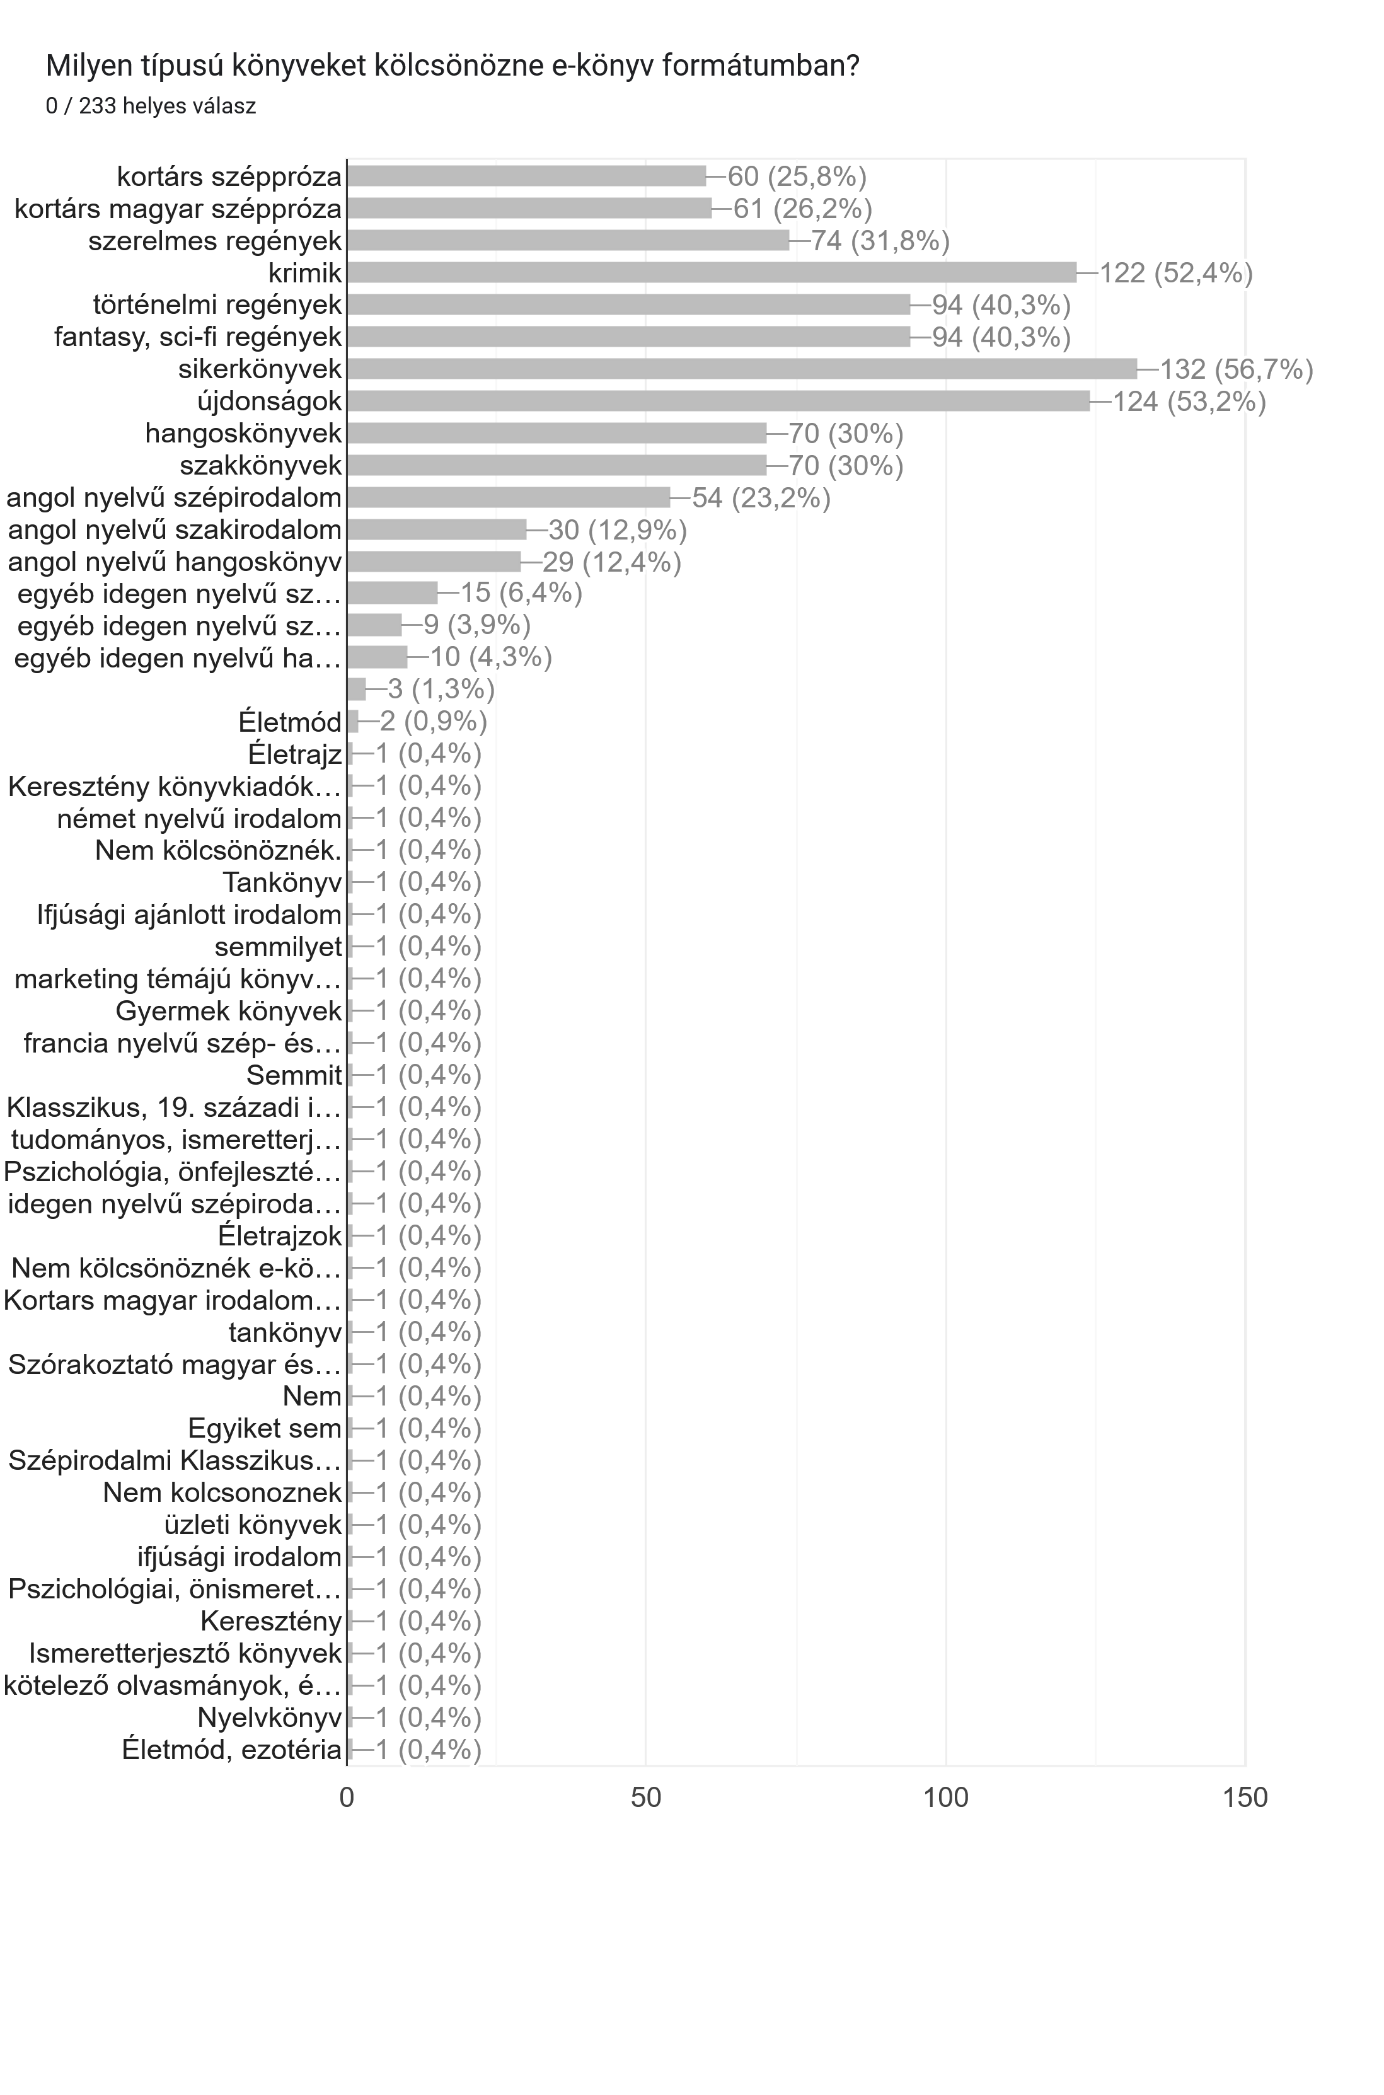 Milyen típusú könyveket kölcsönözne e-könyv formátumban?
0 / 233 helyes válasz
kortárs széppróza 60 (25,8%)
kortárs magyar széppróza 61 (26,2%)
szerelmes regények 74 (31,8%)
krimik 122 (52,4%)
történelmi regények 94 (40,3%)
fantasy, sci-fi regények 94 (40,3%)
sikerkönyvek 132 (56,7%)
újdonságok 124 (53,2%)
hangoskönyvek 70 (30%)
szakkönyvek 70 (30%)
angol nyelvű szépirodalom 54 (23,2%)
angol nyelvű szakirodalom 30 (12,9%)
angol nyelvű hangoskönyv 29 (12,4%)
egyéb idegen nyelvű sz… 15 (6,4%)
egyéb idegen nyelvű sz… 9 (3,9%)
egyéb idegen nyelvű ha… 10 (4,3%)
3 (1,3%)
Életmód 2 (0,9%)
Életrajz 1 (0,4%)
Keresztény könyvkiadók… 1 (0,4%)
német nyelvű irodalom 1 (0,4%)
Nem kölcsönöznék. 1 (0,4%)
Tankönyv 1 (0,4%)
Ifjúsági ajánlott irodalom 1 (0,4%)
semmilyet 1 (0,4%)
marketing témájú könyv… 1 (0,4%)
Gyermek könyvek 1 (0,4%)
francia nyelvű szép- és… 1 (0,4%)
Semmit 1 (0,4%)
Klasszikus, 19. századi i… 1 (0,4%)
tudományos, ismeretterj… 1 (0,4%)
Pszichológia, önfejleszté… 1 (0,4%)
idegen nyelvű szépiroda… 1 (0,4%)
Életrajzok 1 (0,4%)
Nem kölcsönöznék e-kö… 1 (0,4%)
Kortars magyar irodalom… 1 (0,4%)
tankönyv 1 (0,4%)
Szórakoztató magyar és… 1 (0,4%)
Nem 1 (0,4%)
Egyiket sem 1 (0,4%)
Szépirodalmi Klasszikus… 1 (0,4%)
Nem kolcsonoznek 1 (0,4%)
üzleti könyvek 1 (0,4%)
ifjúsági irodalom 1 (0,4%)
Pszichológiai, önismeret… 1 (0,4%)
Keresztény 1 (0,4%)
Ismeretterjesztő könyvek 1 (0,4%)
kötelező olvasmányok, é… 1 (0,4%)
Nyelvkönyv 1 (0,4%)
Életmód, ezotéria 1 (0,4%)
0 50 100 150